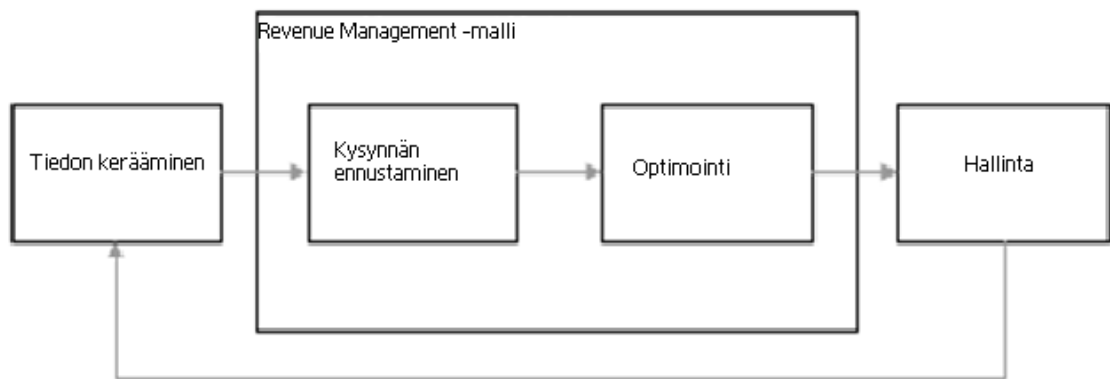 Revenue Management -malli
Tiedon kerääminen
Kysynnän
ennustaminen
Optimointi
Hallinta